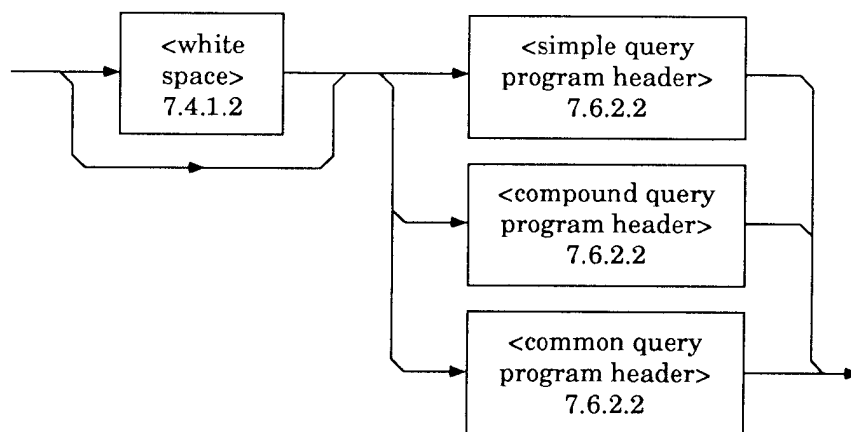 <white
space>
7.4.1.2
<simple query
program header>
7.6.2.2
<compound query
program header>
7.6.2.2
<common query
program header>
7.6.2.2